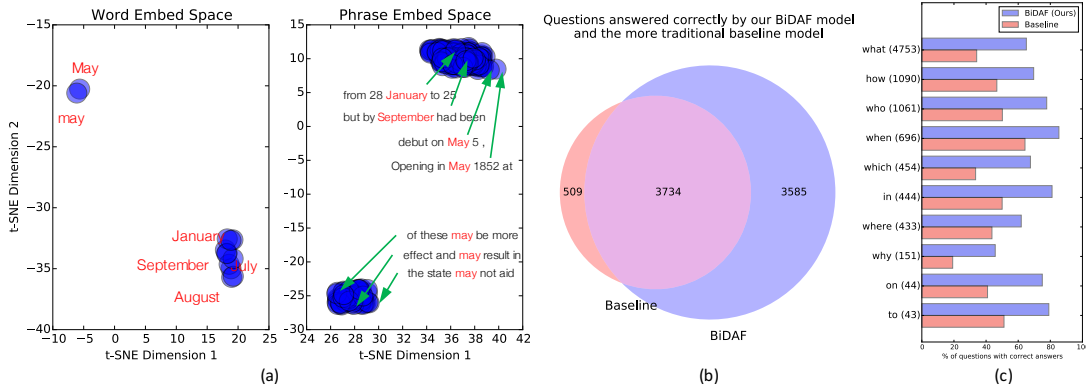 Word Embed Space
−15
−20
−25
−30
−35
−40
t-SNE Dimension 2
May
may
January
September
July
August
−10
−5
0
5
10
15
20
25
t-SNE Dimension 1
Phrase Embed Space
15
10
5
0
−5
−10
−15
−20
−25
−30
from 28 January to 25
but by September had been
debut on May 5 ,
Opening in May 1852 at
of these may be more
effect and may result in
the state may not aid
24 26 28 30 32 34 36 38 40 42
t-SNE Dimension 1
(a)
Questions answered correctly by our BiDAF model
and the more traditional baseline model
509
3734
3585
Baseline
BiDAF
(b)
BiDAF (Ours)
Baseline
what (4753)
how (1090)
who (1061)
when (696)
which (454)
in (444)
where (433)
why (151)
on (44)
to (43)
0 20 40 60 80 100
% of questions with correct answers
(c)